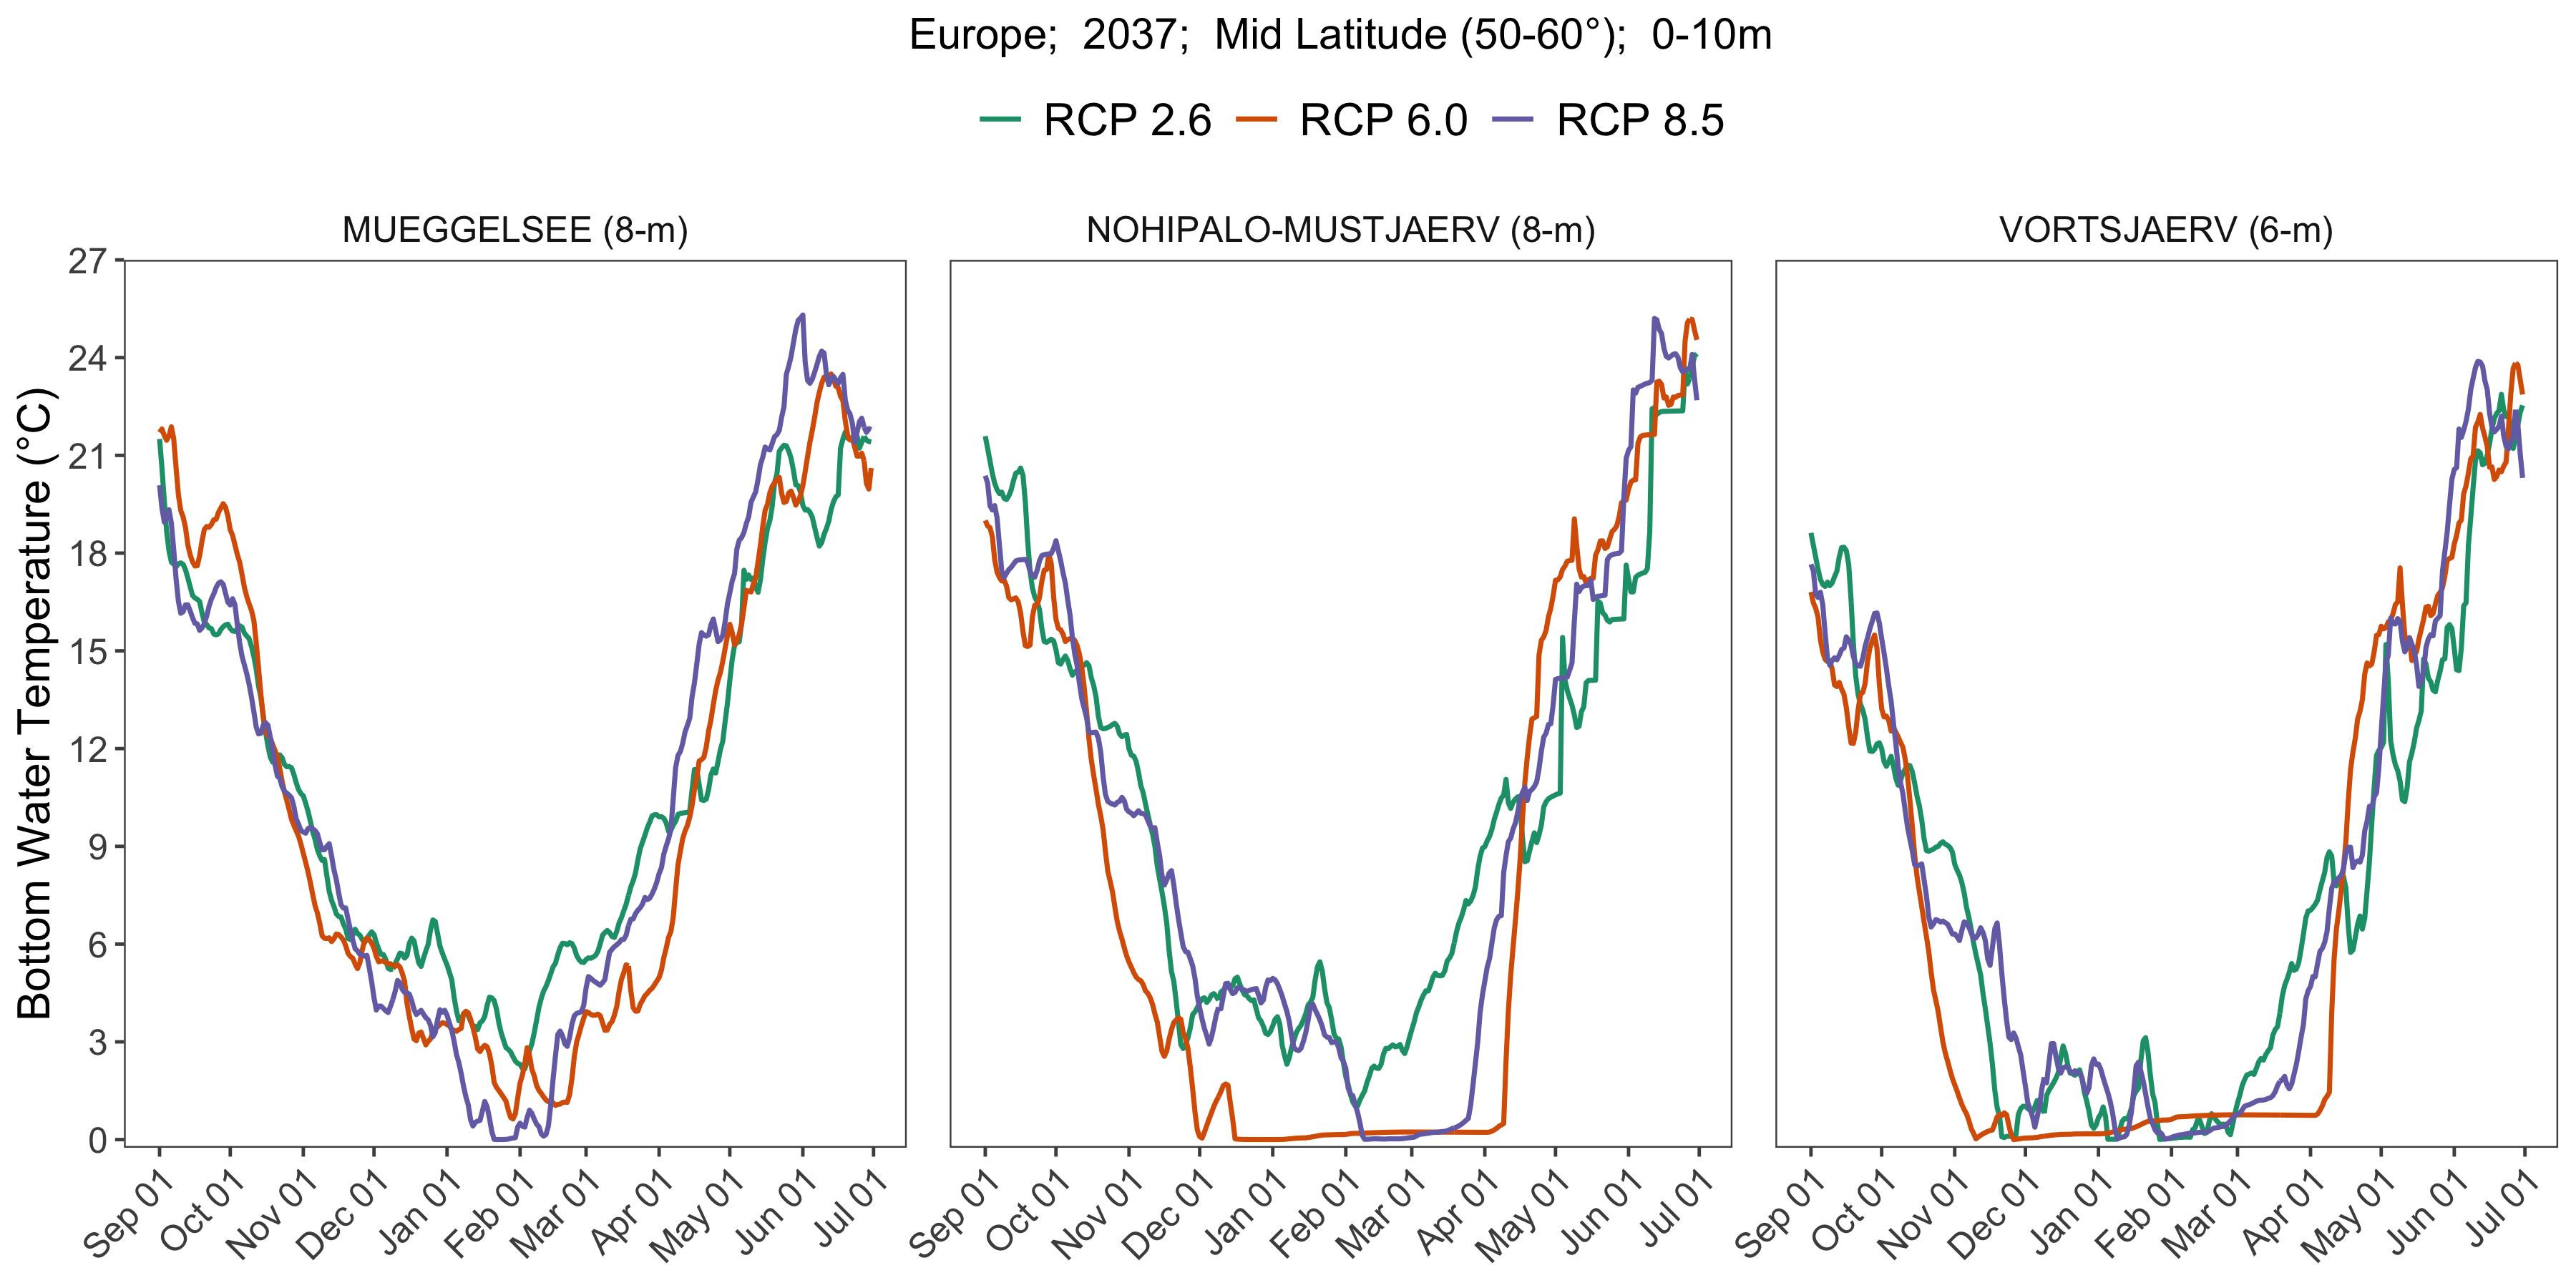 Europe;  2037;  Mid Latitude (50-60°);  0-10m
RCP 2.6 RCP 6.0 RCP 8.5
MUEGGELSEE (8-m) NOHIPALO-MUSTJAERV (8-m) VORTSJAERV (6-m)
Bottom Water Temperature (°C)
27
24
21
18
15
12
9
6
3
0
Sep 01 Oct 01 Nov 01 Dec 01 Jan 01 Feb 01 Mar 01 Apr 01 May 01 Jun 01 Jul 01 Sep 01 Oct 01 Nov 01 Dec 01 Jan 01 Feb 01 Mar 01 Apr 01 May 01 Jun 01 Jul 01 Sep 01 Oct 01 Nov 01 Dec 01 Jan 01 Feb 01 Mar 01 Apr 01 May 01 Jun 01 Jul 01